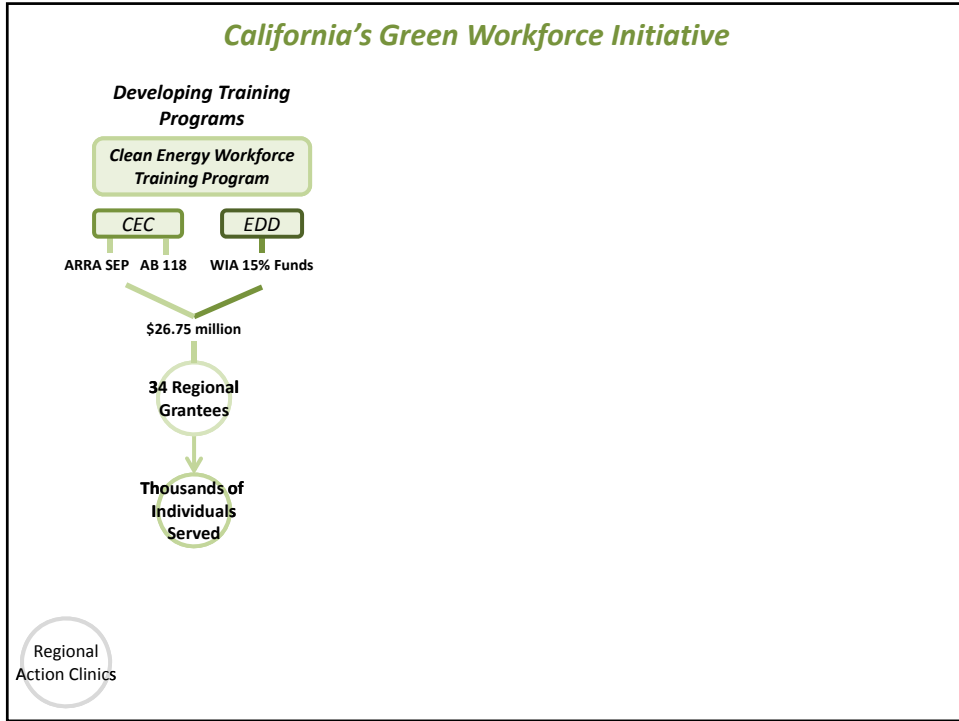 California’s Green Workforce Initiative
Developing Training
Programs
Clean Energy Workforce
Training Program
CEC
EDD
ARRA SEP
AB 118
WIA 15% Funds
$26.75 million
34 Regional
Grantees
Thousands of
Individuals
Served
Regional
Action Clinics